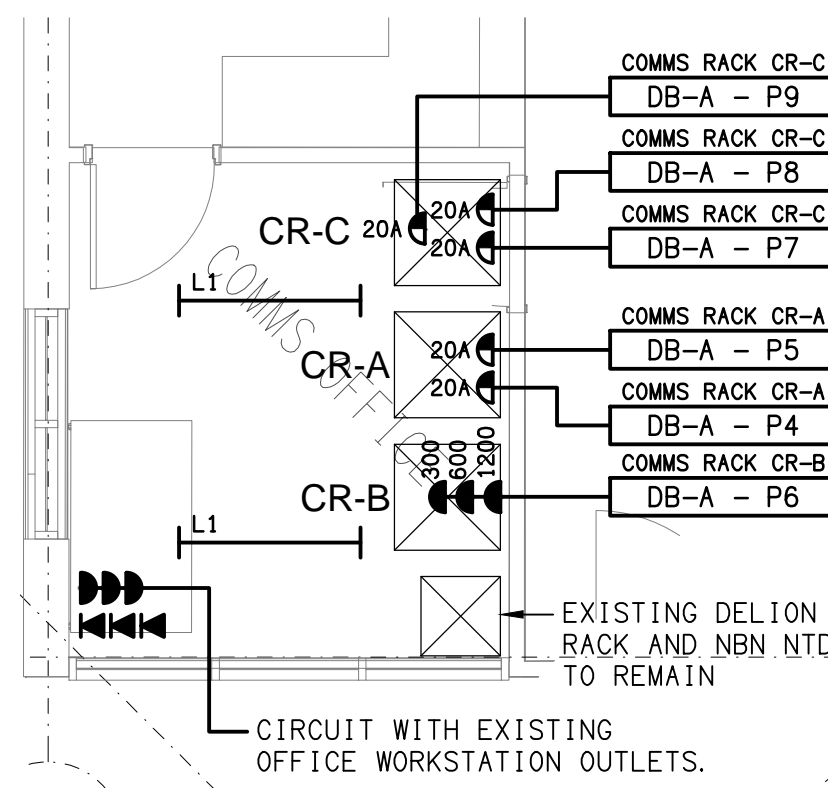 COMMS RACK CR-C
DB-A - P9
COMMS RACK CR-C
DB-A - P8
COMMS RACK CR-C
DB-A - P7
CR-C
20A
20A
20A
L1
COMMS OFFICE
COMMS RACK CR-A
DB-A - P5
CR-A
20A
20A
COMMS RACK CR-A
DB-A - P4
COMMS RACK CR-B
DB-A - P6
300
600
1200
CR-B
L1
EXISTING DELION
RACK AND NBN NTD
TO REMAIN
CIRCUIT WITH EXISTING
OFFICE WORKSTATION OUTLETS.